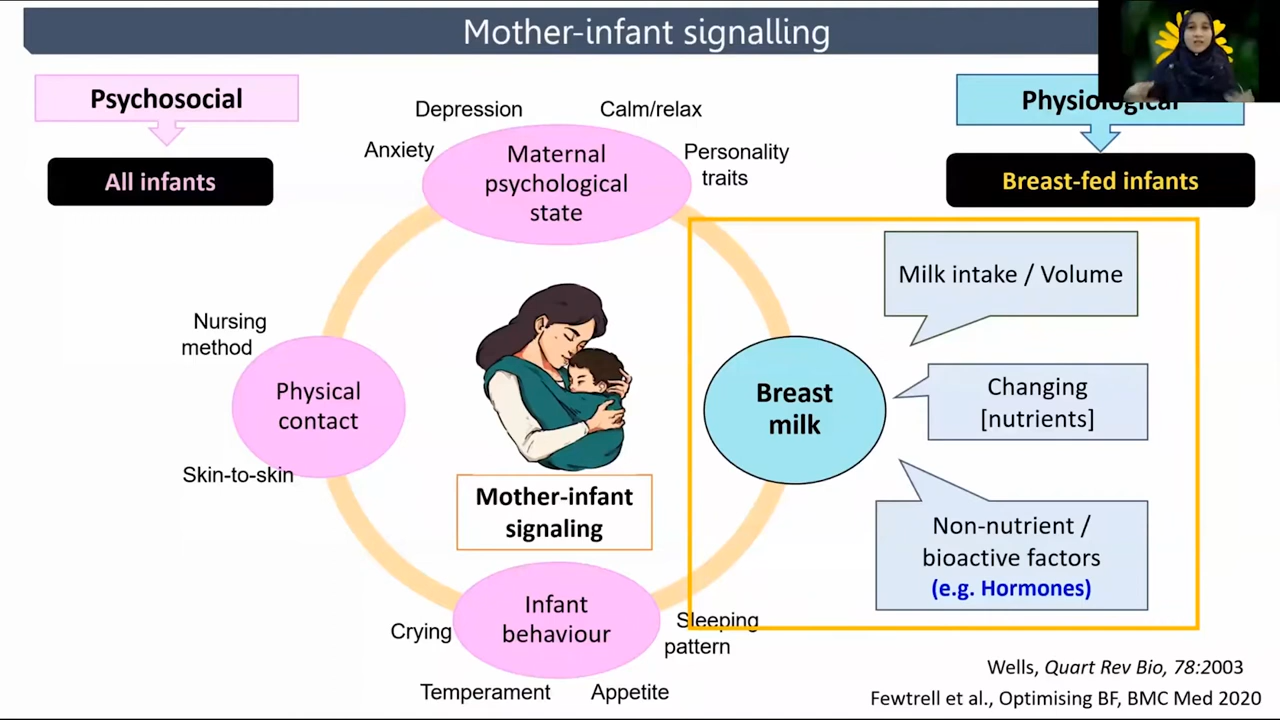 Mother-infant signalling
Psychosocial
All infants
Physiological
Breast-fed infants
Depression
Calm/relax
Anxiety
Personality
traits
Maternal
psychological
state
Nursing
method
Physical
contact
Skin-to-skin
Mother-infant
signaling
Breast
milk
Milk intake / Volume
Changing
[nutrients]
Non-nutrient /
bioactive factors
(e.g. Hormones)
Infant
behaviour
Crying
Sleeping
pattern
Temperament
Appetite
Wells, Quart Rev Bio, 78:2003
Fewtrell et al., Optimising BF, BMC Med 2020